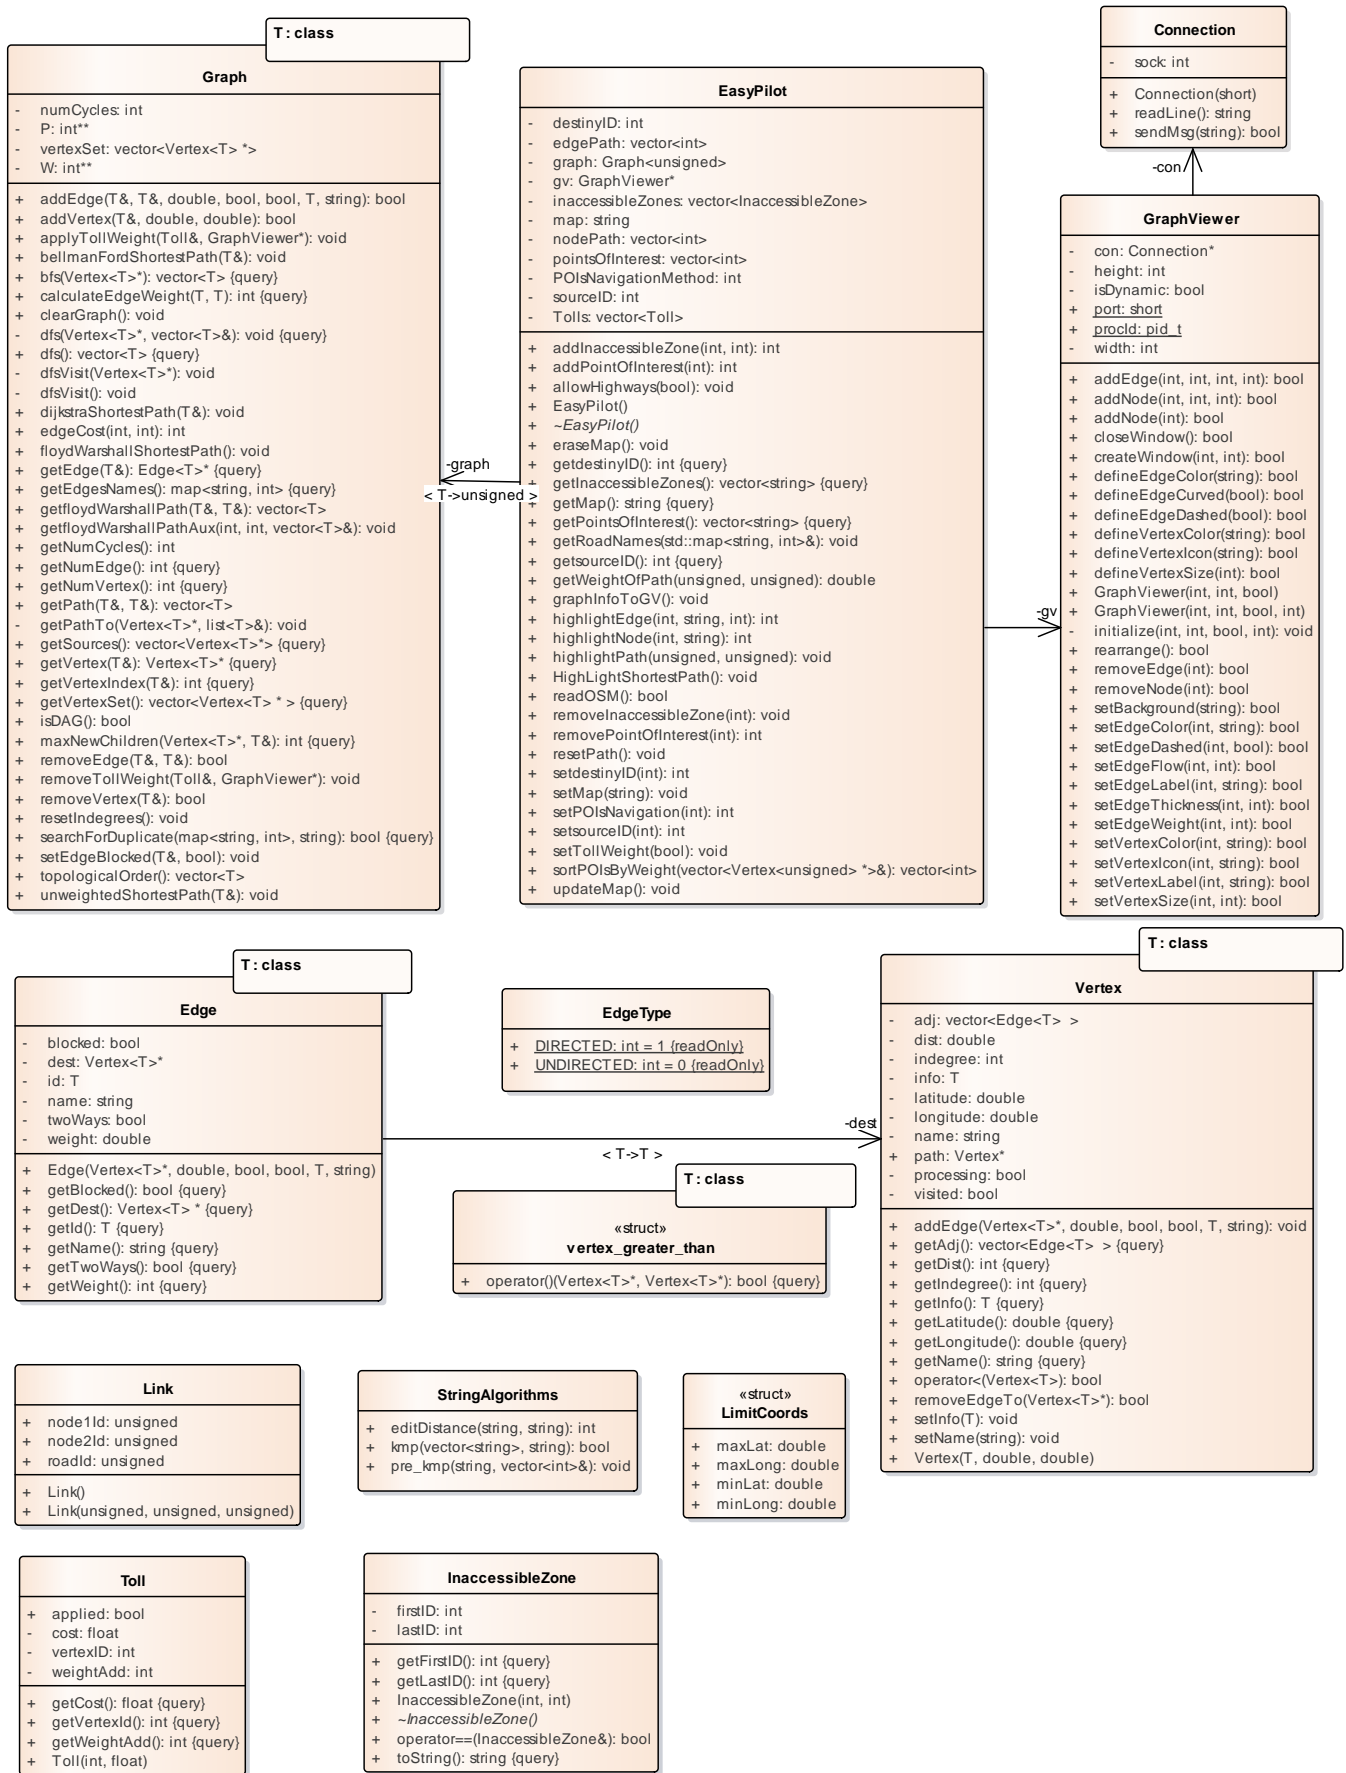 T: class
Graph
- numCycles: int
- P: int**
- vertexSet: vector<Vertex<T> *>
- W: int**
+ addEdge(T&, T&, double, bool, bool, T, string): bool
+ addVertex(T&, double, double): bool
+ applyTollWeight(Toll&, GraphViewer*): void
+ bellmanFordShortestPath(T&): void
+ bfs(Vertex<T>*): vector<T> {query}
+ calculateEdgeWeight(T, T): int {query}
+ clearGraph(): void
- dfs(Vertex<T>*, vector<T>&): void {query}
+ dfs(): vector<T> {query}
- dfsVisit(Vertex<T>*): void
- dfsVisit(): void
+ dijkstraShortestPath(T&): void
+ edgeCost(int, int): int
+ floydWarshallShortestPath(): void
+ getEdge(T&): Edge<T>* {query}
+ getEdgesNames(): map<string, int> {query}
+ getfloydWarshallPath(T&, T&): vector<T>
+ getfloydWarshallPathAux(int, int, vector<T>&): void
+ getNumCycles(): int
+ getNumEdge(): int {query}
+ getNumVertex(): int {query}
+ getPath(T&, T&): vector<T>
- getPathTo(Vertex<T>*, list<T>&): void
+ getSources(): vector<Vertex<T>*> {query}
+ getVertex(T&): Vertex<T>* {query}
+ getVertexIndex(T&): int {query}
+ getVertexSet(): vector<Vertex<T> * > {query}
+ isDAG(): bool
+ maxNewChildren(Vertex<T>*, T&): int {query}
+ removeEdge(T&, T&): bool
+ removeTollWeight(Toll&, GraphViewer*): void
+ removeVertex(T&): bool
+ resetIndegrees(): void
+ searchForDuplicate(map<string, int>, string): bool {query}
+ setEdgeBlocked(T&, bool): void
+ topologicalOrder(): vector<T>
+ unweightedShortestPath(T&): void
-graph
< T->unsigned >
EasyPilot
- destinyID: int
- edgePath: vector<int>
- graph: Graph<unsigned>
- gv: GraphViewer*
- inaccessibleZones: vector<InaccessibleZone>
- map: string
- nodePath: vector<int>
- pointsOfInterest: vector<int>
- POIsNavigationMethod: int
- sourceID: int
- Tolls: vector<Toll>
+ addInaccessibleZone(int, int): int
+ addPointOfInterest(int): int
+ allowHighways(bool): void
+ EasyPilot()
+ ~EasyPilot()
+ eraseMap(): void
+ getdestinyID(): int {query}
+ getInaccessibleZones(): vector<string> {query}
+ getMap(): string {query}
+ getPointsOfInterest(): vector<string> {query}
+ getRoadNames(std::map<string, int>&): void
+ getsourceID(): int {query}
+ getWeightOfPath(unsigned, unsigned): double
+ graphInfoToGV(): void
+ highlightEdge(int, string, int): int
+ highlightNode(int, string): int
+ highlightPath(unsigned, unsigned): void
+ HighLightShortestPath(): void
+ readOSM(): bool
+ removeInaccessibleZone(int): void
+ removePointOfInterest(int): int
+ resetPath(): void
+ setdestinyID(int): int
+ setMap(string): void
+ setPOIsNavigation(int): int
+ setsourceID(int): int
+ setTollWeight(bool): void
+ sortPOIsByWeight(vector<Vertex<unsigned> *>&): vector<int>
+ updateMap(): void
-gv
Connection
- sock: int
+ Connection(short)
+ readLine(): string
+ sendMsg(string): bool
-con
GraphViewer
- con: Connection*
- height: int
- isDynamic: bool
+ port: short
+ procId: pid_t
- width: int
+ addEdge(int, int, int, int): bool
+ addNode(int, int, int): bool
+ addNode(int): bool
+ closeWindow(): bool
+ createWindow(int, int): bool
+ defineEdgeColor(string): bool
+ defineEdgeCurved(bool): bool
+ defineEdgeDashed(bool): bool
+ defineVertexColor(string): bool
+ defineVertexIcon(string): bool
+ defineVertexSize(int): bool
+ GraphViewer(int, int, bool)
+ GraphViewer(int, int, bool, int)
- initialize(int, int, bool, int): void
+ rearrange(): bool
+ removeEdge(int): bool
+ removeNode(int): bool
+ setBackground(string): bool
+ setEdgeColor(int, string): bool
+ setEdgeDashed(int, bool): bool
+ setEdgeFlow(int, int): bool
+ setEdgeLabel(int, string): bool
+ setEdgeThickness(int, int): bool
+ setEdgeWeight(int, int): bool
+ setVertexColor(int, string): bool
+ setVertexIcon(int, string): bool
+ setVertexLabel(int, string): bool
+ setVertexSize(int, int): bool
T: class
Edge
- blocked: bool
- dest: Vertex<T>*
- id: T
- name: string
- twoWays: bool
- weight: double
+ Edge(Vertex<T>*, double, bool, bool, T, string)
+ getBlocked(): bool {query}
+ getDest(): Vertex<T> * {query}
+ getId(): T {query}
+ getName(): string {query}
+ getTwoWays(): bool {query}
+ getWeight(): int {query}
EdgeType
+ DIRECTED: int = 1 {readOnly}
+ UNDIRECTED: int = 0 {readOnly}
-dest
< T->T >
T: class
«struct»
vertex_greater_than
+ operator()(Vertex<T>*, Vertex<T>*): bool {query}
T: class
Vertex
- adj: vector<Edge<T> >
- dist: double
- indegree: int
- info: T
- latitude: double
- longitude: double
- name: string
+ path: Vertex*
- processing: bool
- visited: bool
+ addEdge(Vertex<T>*, double, bool, bool, T, string): void
+ getAdj(): vector<Edge<T> > {query}
+ getDist(): int {query}
+ getIndegree(): int {query}
+ getInfo(): T {query}
+ getLatitude(): double {query}
+ getLongitude(): double {query}
+ getName(): string {query}
+ operator<(Vertex<T>): bool
+ removeEdgeTo(Vertex<T>*): bool
+ setInfo(T): void
+ setName(string): void
+ Vertex(T, double, double)
Link
+ node1Id: unsigned
+ node2Id: unsigned
+ roadId: unsigned
+ Link()
+ Link(unsigned, unsigned, unsigned)
StringAlgorithms
+ editDistance(string, string): int
+ kmp(vector<string>, string): bool
+ pre_kmp(string, vector<int>&): void
«struct»
LimitCoords
+ maxLat: double
+ maxLong: double
+ minLat: double
+ minLong: double
Toll
+ applied: bool
- cost: float
- vertexID: int
- weightAdd: int
+ getCost(): float {query}
+ getVertexId(): int {query}
+ getWeightAdd(): int {query}
+ Toll(int, float)
InaccessibleZone
- firstID: int
- lastID: int
+ getFirstID(): int {query}
+ getLastID(): int {query}
+ InaccessibleZone(int, int)
+ ~InaccessibleZone()
+ operator==(InaccessibleZone&): bool
+ toString(): string {query}